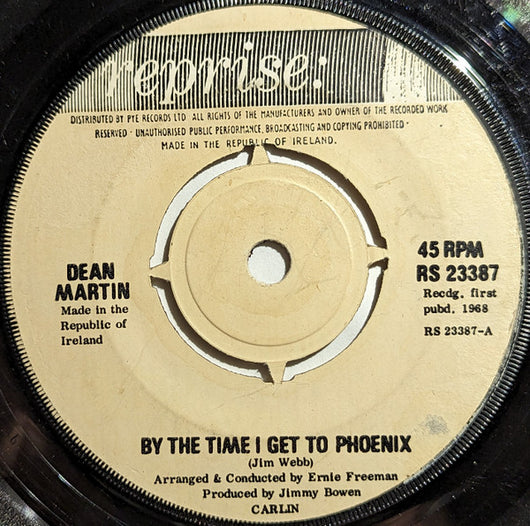 reprise:
DISTRIBUTED BY PYE RECORDS LTD ALL RIGHTS OF THE MANUFACTURERS AND OWNER OF THE RECORDED WORK
RESERVED · UNAUTHORISED PUBLIC PERFORMANCE, BROADCASTING AND COPYING PROHIBITED ·
MADE IN THE REPUBLIC OF IRELAND.
DEAN
MARTIN
Made in the
Republic of
Ireland
45 RPM
RS 23387
Recdg. first
pubd. 1968
RS 23387-A
BY THE TIME I GET TO PHOENIX
(Jim Webb)
Arranged & Conducted by Ernie Freeman
Produced by Jimmy Bowen
CARLIN